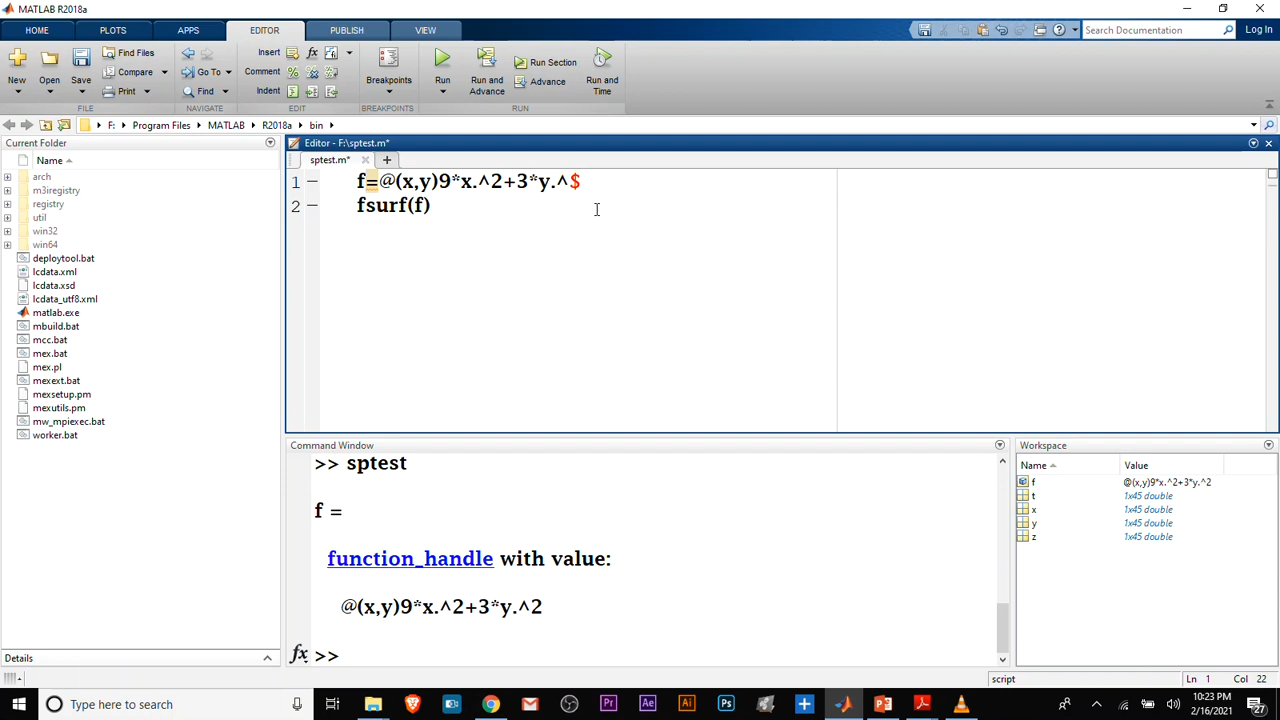 MATLAB R2018a
HOME PLOTS APPS EDITOR PUBLISH VIEW Search Documentation Log In
New Open Save Find Files Compare Print
Go To Find
Insert fx Comment Indent
Breakpoints
Run Run and Advance Run Section Advance Run and Time
FILE NAVIGATE EDIT BREAKPOINTS RUN
F: Program Files MATLAB R2018a bin
Current Folder
Name
arch
m3iregistry
registry
util
win32
win64
deploytool.bat
lcdata.xml
lcdata.xsd
lcdata_utf8.xml
matlab.exe
mbuild.bat
mcc.bat
mex.bat
mex.pl
mexext.bat
mexsetup.pm
mexutils.pm
mw_mpiexec.bat
worker.bat
Details
Editor - F:\sptest.m*
sptest.m*
1 f=@(x,y)9*x.^2+3*y.^$
2 fsurf(f)
Command Window
>> sptest
f =
function_handle with value:
@(x,y)9*x.^2+3*y.^2
fx >>
Workspace
Name Value
f @(x,y)9*x.^2+3*y.^2
t 1x45 double
x 1x45 double
y 1x45 double
z 1x45 double
script Ln 1 Col 22
Type here to search
Pr Ae Ai Ps
10:23 PM
2/16/2021
27